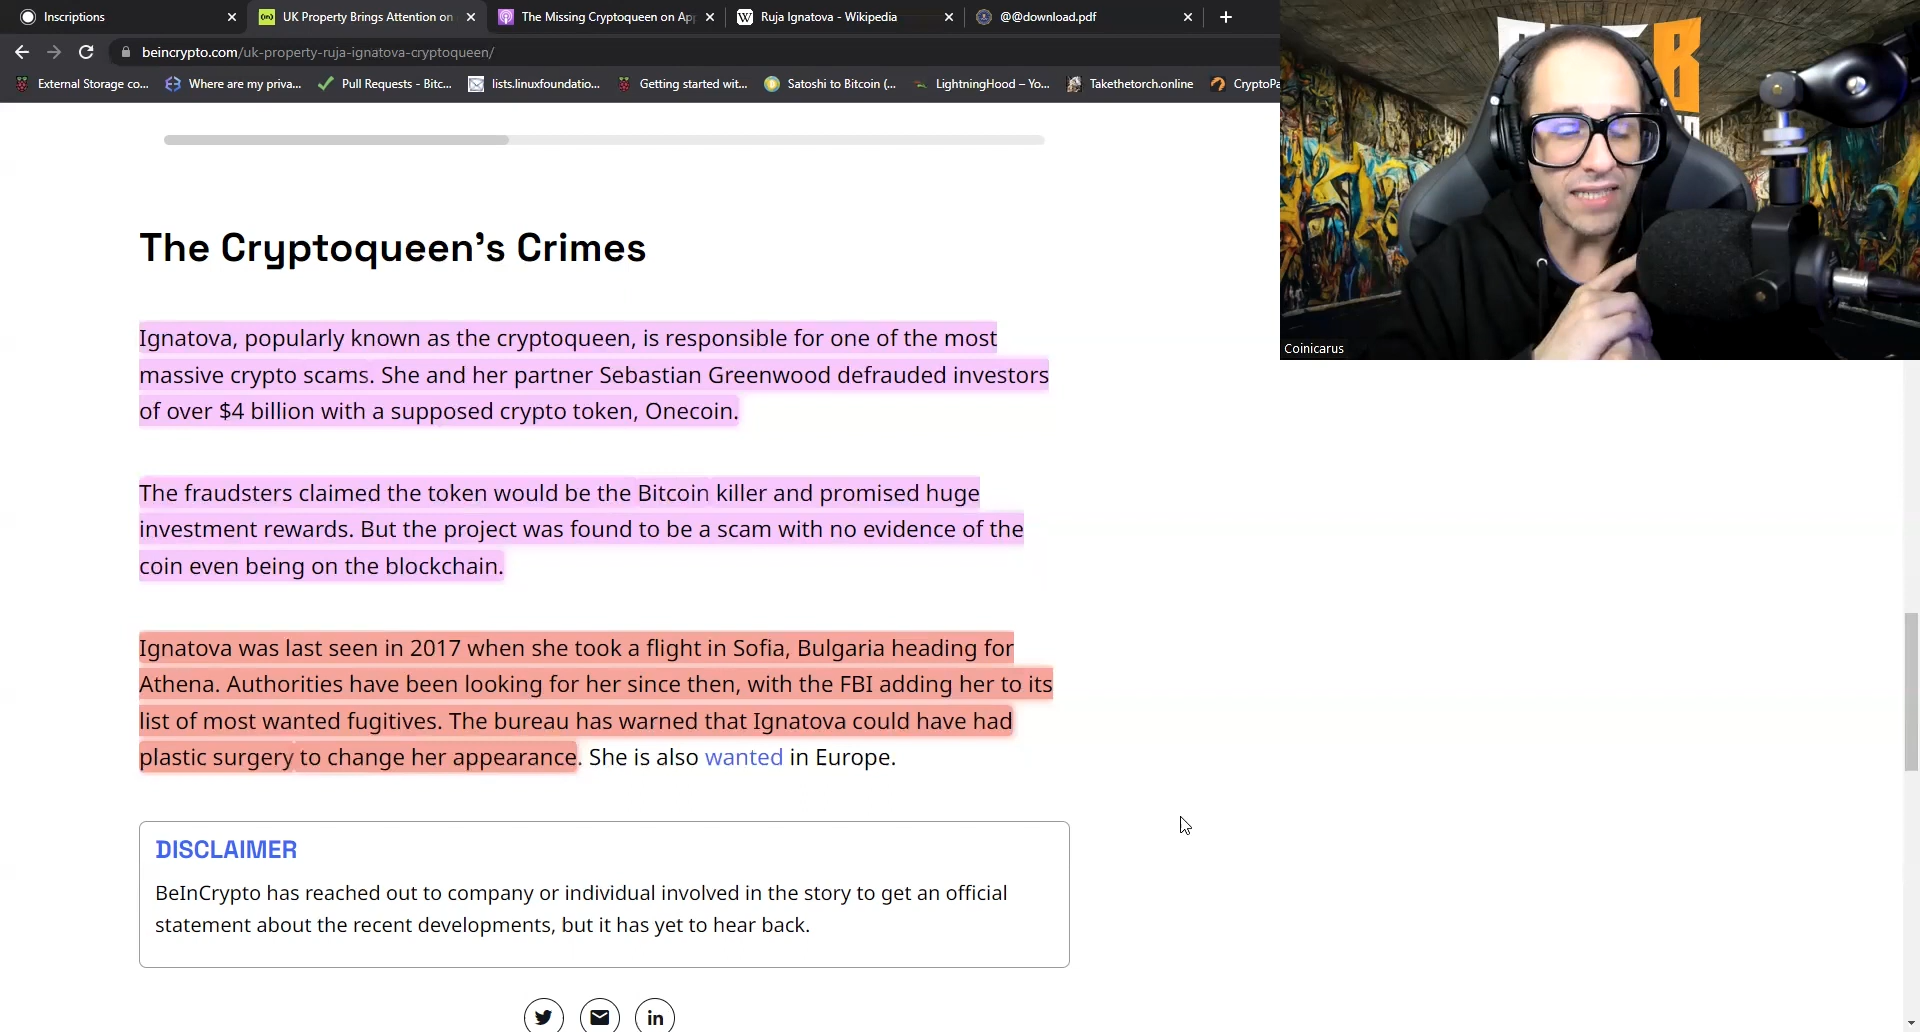 Inscriptions
UK Property Brings Attention on
The Missing Cryptoqueen on Ap
Ruja Ignatova - Wikipedia
@@download.pdf
beincrypto.com/uk-property-ruja-ignatova-cryptoqueen/
External Storage co...
Where are my priva...
Pull Requests - Bitc...
lists.linuxfoundatio...
Getting started wit...
Satoshi to Bitcoin (...
LightningHood – Yo...
Takethetorch.online
CryptoPa
Coinicarus
The Cryptoqueen's Crimes
Ignatova, popularly known as the cryptoqueen, is responsible for one of the most
massive crypto scams. She and her partner Sebastian Greenwood defrauded investors
of over $4 billion with a supposed crypto token, Onecoin.
The fraudsters claimed the token would be the Bitcoin killer and promised huge
investment rewards. But the project was found to be a scam with no evidence of the
coin even being on the blockchain.
Ignatova was last seen in 2017 when she took a flight in Sofia, Bulgaria heading for
Athena. Authorities have been looking for her since then, with the FBI adding her to its
list of most wanted fugitives. The bureau has warned that Ignatova could have had
plastic surgery to change her appearance. She is also wanted in Europe.
DISCLAIMER
BeInCrypto has reached out to company or individual involved in the story to get an official
statement about the recent developments, but it has yet to hear back.